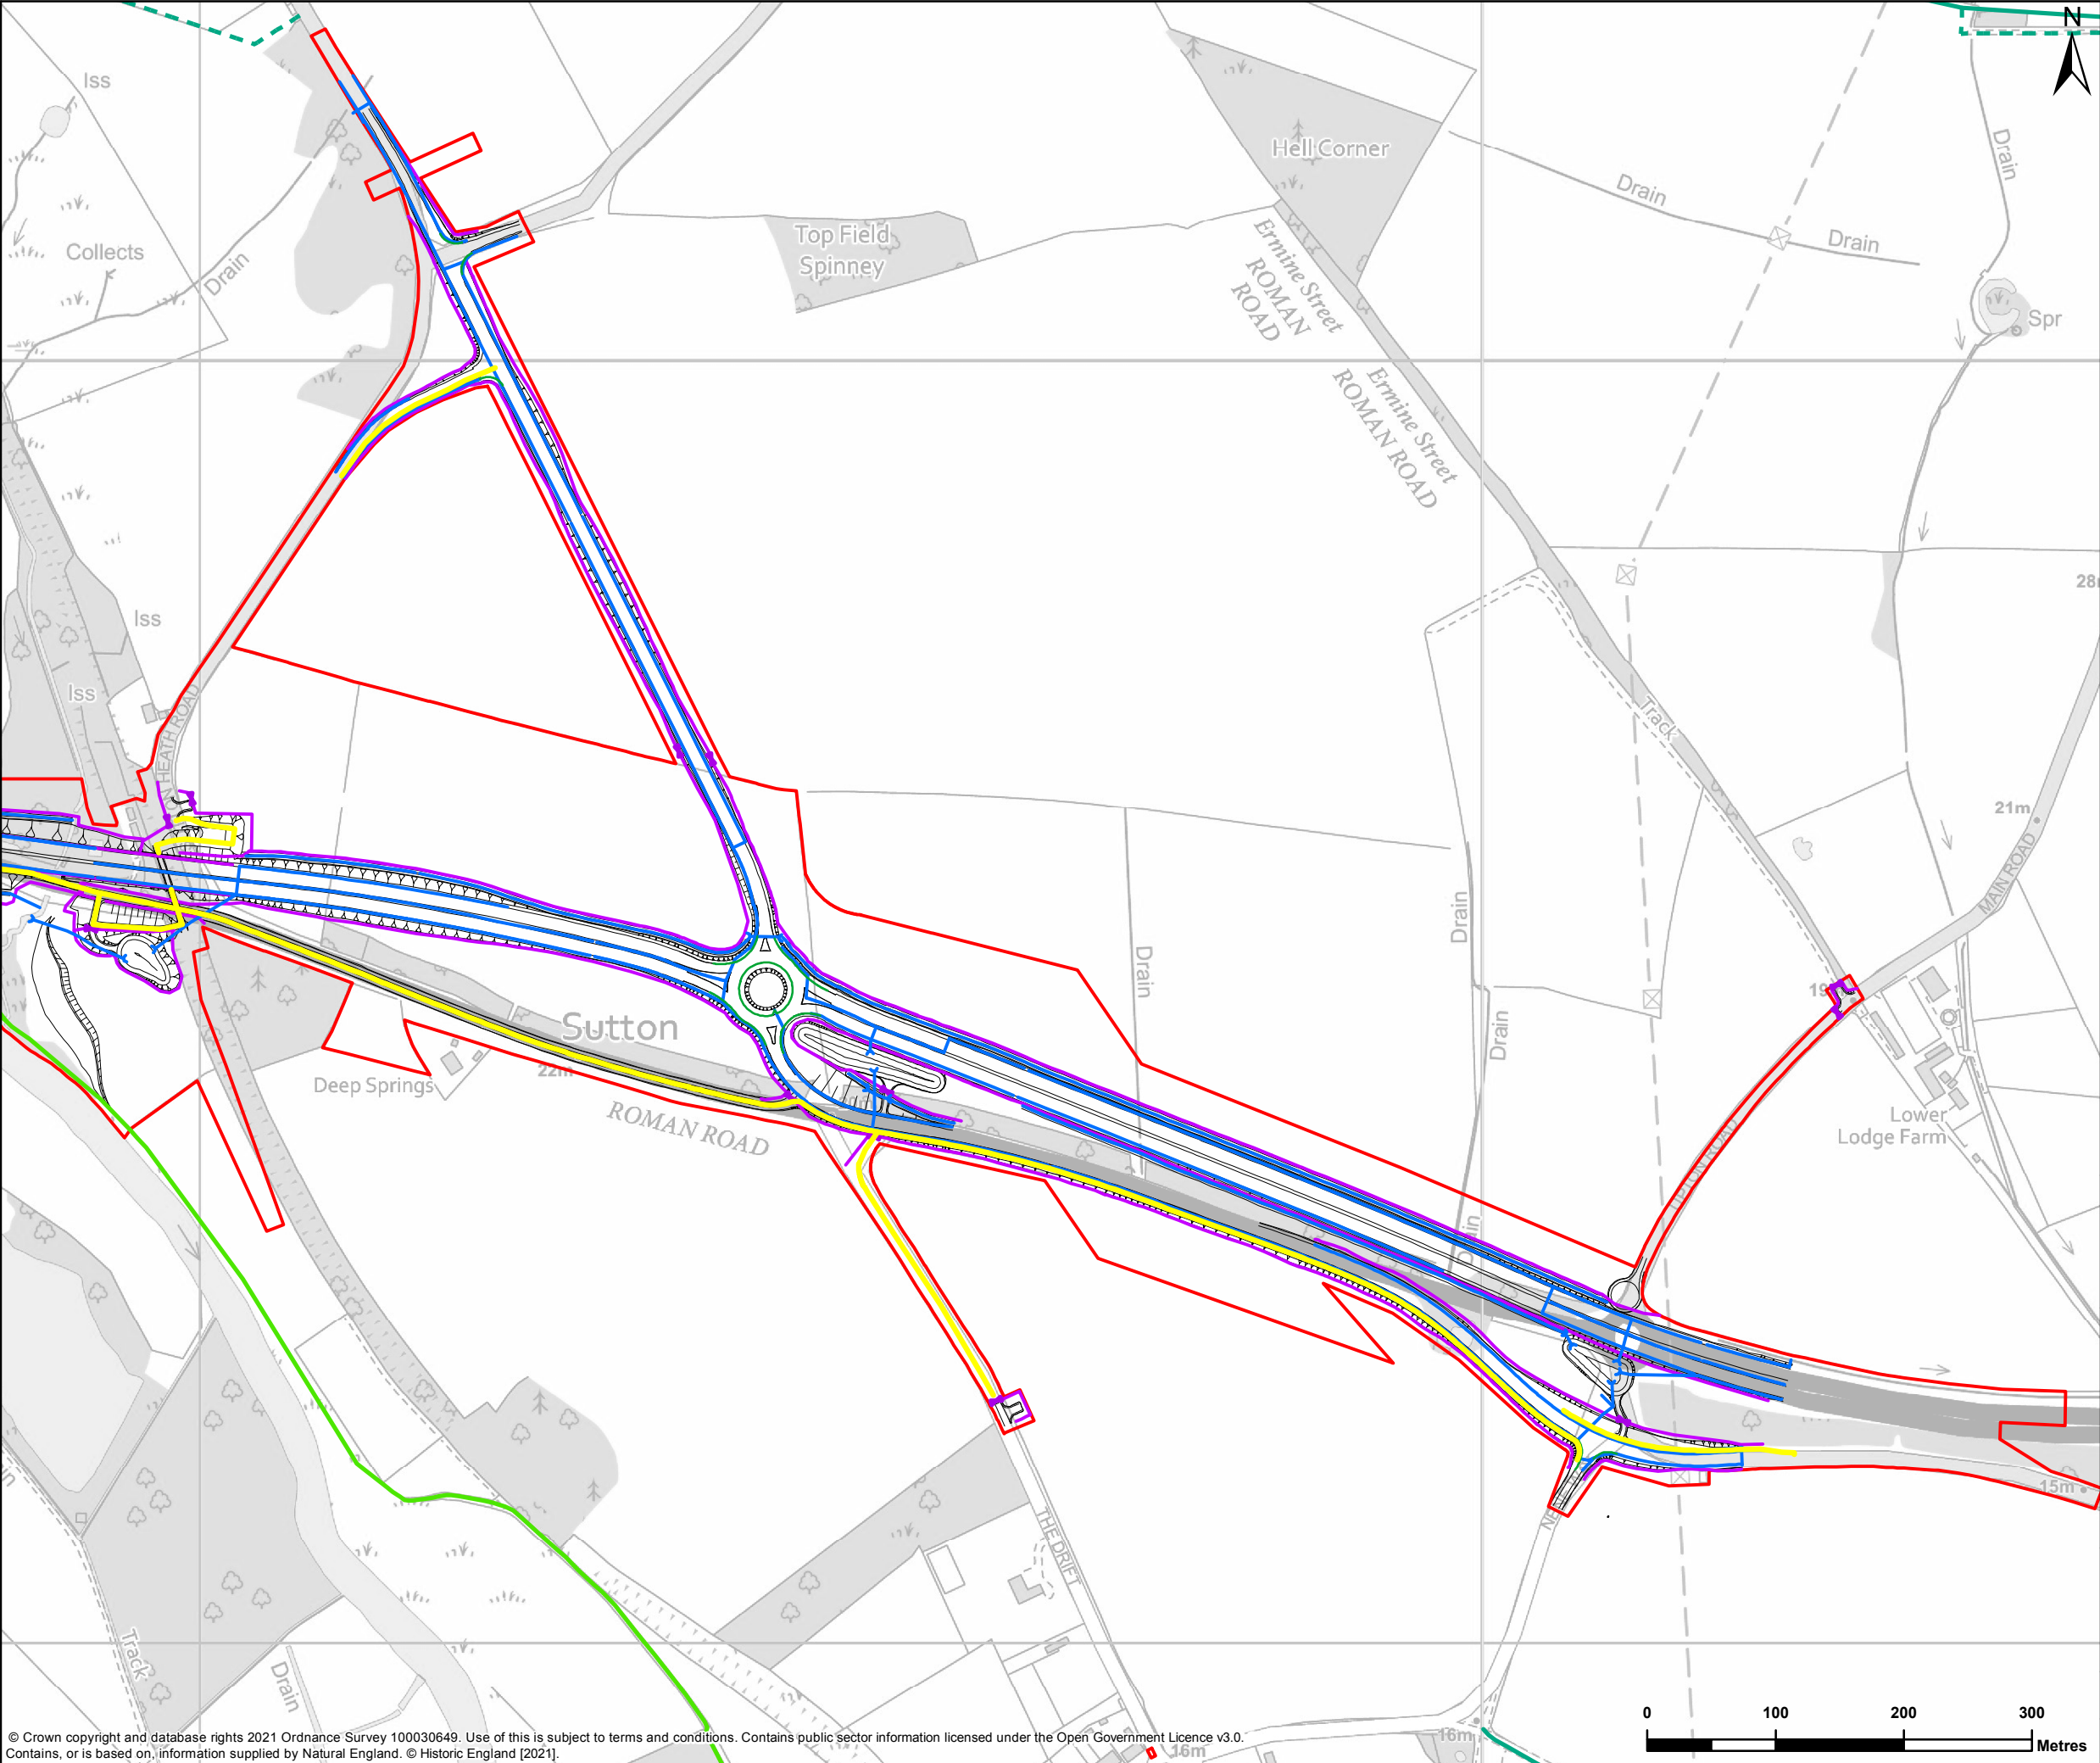 N
Iss
Drain
Hell Corner
Drain
Drain
Top Field
Spinney
Collects
Drain
Ermine Street
ROMAN
ROAD
Spr
Ermine Street
ROMAN ROAD
Iss
Iss
HEATH ROAD
Track
21m
MAIN ROAD
Drain
Drain
Drain
Sutton
Deep Springs
22m
ROMAN ROAD
Lower
Lodge Farm
UPTON ROAD
15m
THE DRIFT
Track
Drain
16m
16m
0 100 200 300
Metres
© Crown copyright and database rights 2021 Ordnance Survey 100030649. Use of this is subject to terms and conditions. Contains public sector information licensed under the Open Government Licence v3.0.
Contains, or is based on, information supplied by Natural England. © Historic England [2021].